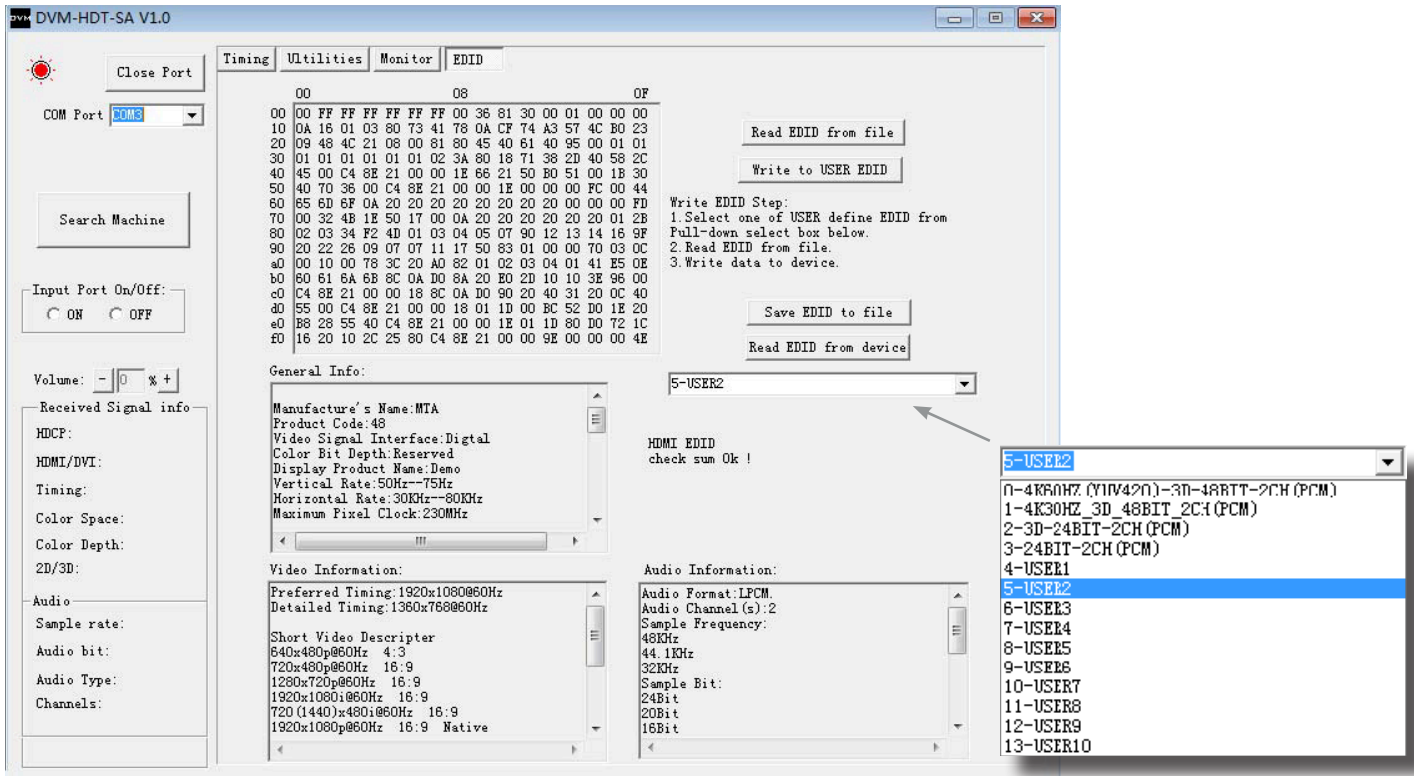 DVM DVM-HDT-SA V1.0
Close Port
COM Port COM3
Search Machine
Input Port On/Off:
ON OFF
Volume: - 0 % +
Received Signal info
HDCP:
HDMI/DVI:
Timing:
Color Space:
Color Depth:
2D/3D:
Audio
Sample rate:
Audio bit:
Audio Type:
Channels:
Timing Ultilities Monitor EDID
00 08 0F
00 00 FF FF FF FF FF FF 00 36 81 30 00 01 00 00 00
10 0A 16 01 03 80 73 41 78 0A CF 74 A3 57 4C B0 23
20 09 48 4C 21 08 00 81 80 45 40 61 40 95 00 01 01
30 01 01 01 01 01 01 02 3A 80 18 71 38 2D 40 58 2C
40 45 00 C4 8E 21 00 00 1E 66 21 50 B0 51 00 1B 30
50 40 70 36 00 C4 8E 21 00 00 1E 00 00 00 FC 00 44
60 65 6D 6F 0A 20 20 20 20 20 20 20 20 00 00 00 FD
70 00 32 4B 1E 50 17 00 0A 20 20 20 20 20 20 01 2B
80 02 03 34 F2 4D 01 03 04 05 07 90 12 13 14 16 9F
90 20 22 26 09 07 07 11 17 50 83 01 00 00 70 03 0C
a0 00 10 00 78 3C 20 A0 82 01 02 03 04 01 41 E5 0E
b0 60 61 6A 6B 8C 0A D0 8A 20 E0 2D 10 10 3E 96 00
c0 C4 8E 21 00 00 18 8C 0A D0 90 20 40 31 20 0C 40
d0 55 00 C4 8E 21 00 00 18 01 1D 00 BC 52 D0 1E 20
e0 B8 28 55 40 C4 8E 21 00 00 1E 01 1D 80 D0 72 1C
f0 16 20 10 2C 25 80 C4 8E 21 00 00 9E 00 00 00 4E
Read EDID from file
Write to USER EDID
Write EDID Step:
1.Select one of USER define EDID from
Pull-down select box below.
2.Read EDID from file.
3.Write data to device.
Save EDID to file
Read EDID from device
5-USER2
HDMI EDID
check sum Ok !
General Info:
Manufacture's Name:MTA
Product Code:48
Video Signal Interface:Digtal
Color Bit Depth:Reserved
Display Product Name:Demo
Vertical Rate:50Hz--75Hz
Horizontal Rate:30KHz--80KHz
Maximum Pixel Clock:230MHz
Video Information:
Preferred Timing:1920x1080@60Hz
Detailed Timing:1360x768@60Hz
Short Video Descripter
640x480p@60Hz 4:3
720x480p@60Hz 16:9
1280x720p@60Hz 16:9
1920x1080i@60Hz 16:9
720(1440)x480i@60Hz 16:9
1920x1080p@60Hz 16:9 Native
Audio Information:
Audio Format:LPCM.
Audio Channel(s):2
Sample Frequency:
48KHz
44.1KHz
32KHz
Sample Bit:
24Bit
20Bit
16Bit
5-USER2
0-4K60HZ(YUV420)-3D-48BIT-2CH(PCM)
1-4K30HZ_3D_48BIT_2CH(PCM)
2-3D-24BIT-2CH(PCM)
3-24BIT-2CH(PCM)
4-USER1
5-USER2
6-USER3
7-USER4
8-USER5
9-USER6
10-USER7
11-USER8
12-USER9
13-USER10